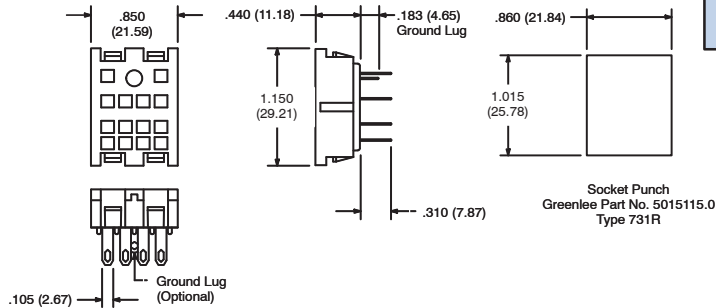 .850
(21.59)
.440 (11.18)
.183 (4.65)
Ground Lug
.860 (21.84)
1.150
(29.21)
1.015
(25.78)
.310 (7.87)
Socket Punch
Greenlee Part No. 5015115.0
Type 731R
Ground Lug
(Optional)
.105 (2.67)